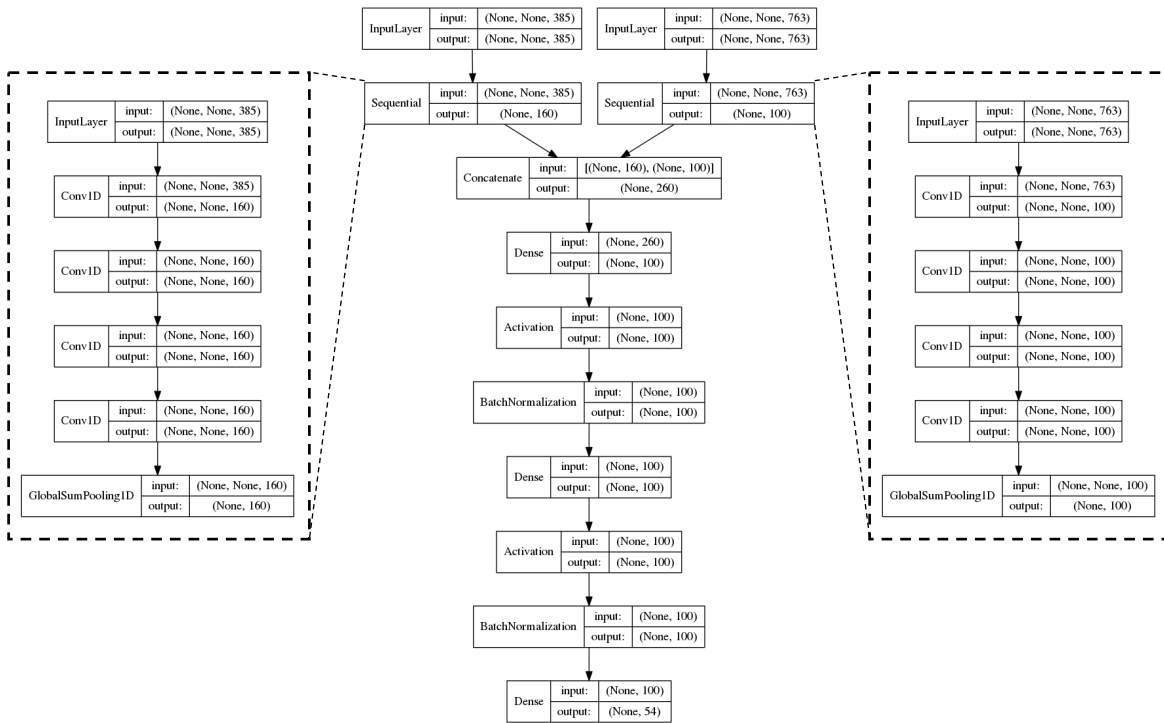 InputLayer input: (None, None, 385)
output: (None, None, 385)
InputLayer input: (None, None, 763)
output: (None, None, 763)
Sequential input: (None, None, 385)
output: (None, 160)
Sequential input: (None, None, 763)
output: (None, 100)
InputLayer input: (None, None, 385)
output: (None, None, 385)
Conv1D input: (None, None, 385)
output: (None, None, 160)
Conv1D input: (None, None, 160)
output: (None, None, 160)
Conv1D input: (None, None, 160)
output: (None, None, 160)
Conv1D input: (None, None, 160)
output: (None, None, 160)
GlobalSumPooling1D input: (None, None, 160)
output: (None, 160)
Concatenate input: [(None, 160), (None, 100)]
output: (None, 260)
Dense input: (None, 260)
output: (None, 100)
Activation input: (None, 100)
output: (None, 100)
BatchNormalization input: (None, 100)
output: (None, 100)
Dense input: (None, 100)
output: (None, 100)
Activation input: (None, 100)
output: (None, 100)
BatchNormalization input: (None, 100)
output: (None, 100)
Dense input: (None, 100)
output: (None, 54)
InputLayer input: (None, None, 763)
output: (None, None, 763)
Conv1D input: (None, None, 763)
output: (None, None, 100)
Conv1D input: (None, None, 100)
output: (None, None, 100)
Conv1D input: (None, None, 100)
output: (None, None, 100)
Conv1D input: (None, None, 100)
output: (None, None, 100)
GlobalSumPooling1D input: (None, None, 100)
output: (None, 100)